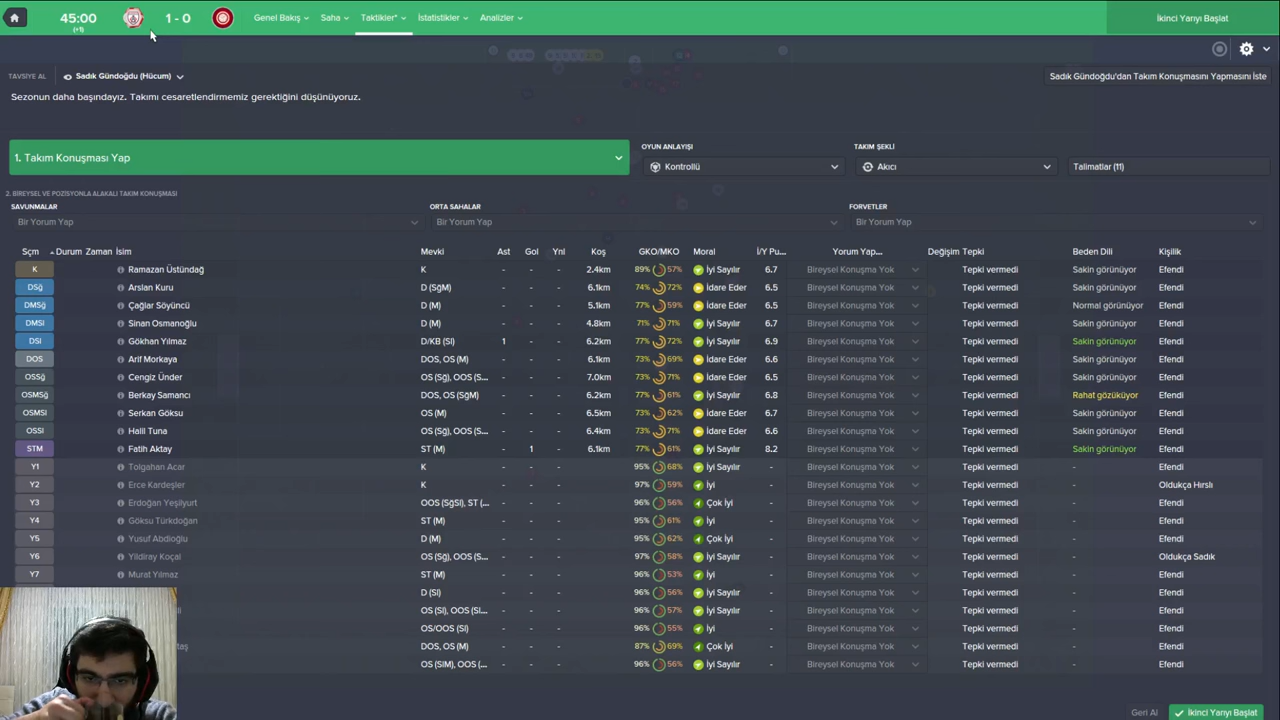 45:00 1 - 0 Genel Bakış Saha Taktikler* İstatistikler Analizler İkinci Yarıyı Başlat
(+1)
TAVSİYE AL Sadık Gündoğdu (Hücum) Sadık Gündoğdu'dan Takım Konuşmasını Yapmasını İste
Sezonun daha başındayız. Takımı cesaretlendirmemiz gerektiğini düşünüyoruz.
OYUN ANLAYIŞI TAKIM ŞEKLİ
1. Takım Konuşması Yap Kontrollü Akıcı Talimatlar (11)
2. BİREYSEL VE POZİSYONLA ALAKALI TAKIM KONUŞMASI
SAVUNMALAR ORTA SAHALAR FORVETLER
Bir Yorum Yap Bir Yorum Yap Bir Yorum Yap
Sçm Durum Zaman İsim Mevki Ast Gol Ynl Koş GKO/MKO Moral İ/Y Pu... Yorum Yap... Değişim Tepki Beden Dili Kişilik
K Ramazan Üstündağ K - - - 2.4km 89% 57% İyi Sayılır 6.7 Bireysel Konuşma Yok Tepki vermedi Sakin görünüyor Efendi
DSğ Arslan Kuru D (SğM) - - - 6.1km 74% 72% İdare Eder 6.5 Bireysel Konuşma Yok Tepki vermedi Sakin görünüyor Efendi
DMSğ Çağlar Söyüncü D (M) - - - 5.1km 77% 59% İdare Eder 6.5 Bireysel Konuşma Yok Tepki vermedi Normal görünüyor Efendi
DMSl Sinan Osmanoğlu D (M) - - - 4.8km 71% 71% İyi Sayılır 6.7 Bireysel Konuşma Yok Tepki vermedi Sakin görünüyor Efendi
DSl Gökhan Yılmaz D/KB (Sl) 1 - - 6.2km 77% 72% İyi Sayılır 6.9 Bireysel Konuşma Yok Tepki vermedi Sakin görünüyor Efendi
DOS Arif Morkaya DOS, OS (M) - - - 6.1km 73% 69% İdare Eder 6.6 Bireysel Konuşma Yok Tepki vermedi Sakin görünüyor Efendi
OSSğ Cengiz Ünder OS (Sğ), OOS (S... - - - 7.0km 73% 71% İdare Eder 6.5 Bireysel Konuşma Yok Tepki vermedi Sakin görünüyor Efendi
OSMSğ Berkay Samancı DOS, OS (SğM) - - - 6.2km 77% 61% İyi Sayılır 6.8 Bireysel Konuşma Yok Tepki vermedi Rahat gözüküyor Efendi
OSMSl Serkan Göksu OS (M) - - - 6.5km 73% 62% İdare Eder 6.7 Bireysel Konuşma Yok Tepki vermedi Sakin görünüyor Efendi
OSSl Halil Tuna OS (Sğ), OOS (S... - - - 6.4km 73% 71% İdare Eder 6.6 Bireysel Konuşma Yok Tepki vermedi Sakin görünüyor Efendi
STM Fatih Aktay ST (M) - 1 - 6.1km 77% 61% İyi Sayılır 8.2 Bireysel Konuşma Yok Tepki vermedi Sakin görünüyor Efendi
Y1 Tolgahan Acar K - - - - 95% 68% İyi Sayılır - Bireysel Konuşma Yok Tepki vermedi - Efendi
Y2 Erce Kardeşler K - - - - 97% 59% İyi - Bireysel Konuşma Yok Tepki vermedi - Oldukça Hırslı
Y3 Erdoğan Yeşilyurt OOS (SğSl), ST (... - - - - 96% 56% Çok İyi - Bireysel Konuşma Yok Tepki vermedi - Efendi
Y4 Göksu Türkdoğan ST (M) - - - - 95% 61% İyi - Bireysel Konuşma Yok Tepki vermedi - Efendi
Y5 Yusuf Abdioğlu D (M) - - - - 95% 62% Çok İyi - Bireysel Konuşma Yok Tepki vermedi - Efendi
Y6 Yıldiray Koçal OS (Sğ), OOS (S... - - - - 97% 58% İyi Sayılır - Bireysel Konuşma Yok Tepki vermedi - Oldukça Sadık
Y7 Murat Yılmaz ST (M) - - - - 96% 53% İyi - Bireysel Konuşma Yok Tepki vermedi - Efendi
D (Sl) - - - - 96% 56% İyi Sayılır - Bireysel Konuşma Yok Tepki vermedi - Efendi
OS (Sl), OOS (Sl... - - - - 96% 57% İyi Sayılır - Bireysel Konuşma Yok Tepki vermedi - Efendi
OS/OOS (Sl) - - - - 96% 55% İyi - Bireysel Konuşma Yok Tepki vermedi - Efendi
DOS, OS (M) - - - - 87% 69% Çok İyi - Bireysel Konuşma Yok Tepki vermedi - Efendi
OS (SlM), OOS (... - - - - 96% 56% İyi Sayılır - Bireysel Konuşma Yok Tepki vermedi - Efendi
Geri Al İkinci Yarıyı Başlat